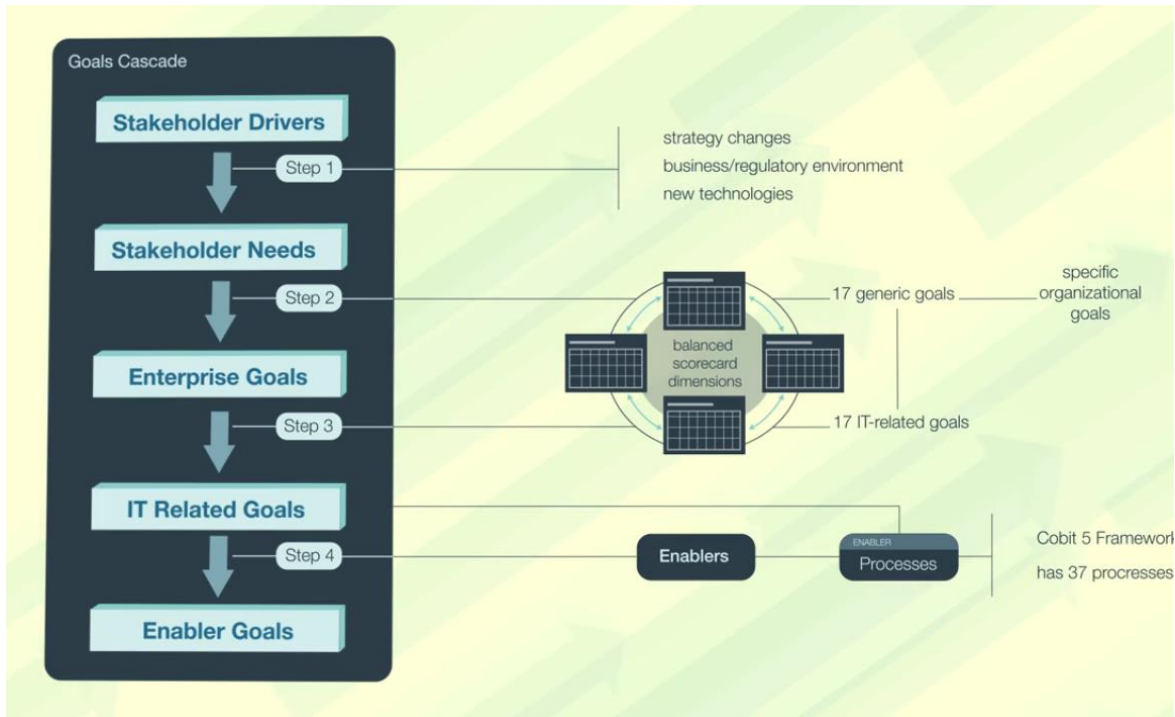 Goals Cascade
Stakeholder Drivers
Step 1
strategy changes
business/regulatory environment
new technologies
Stakeholder Needs
Step 2
17 generic goals
specific
organizational
goals
balanced
scorecard
dimensions
Enterprise Goals
Step 3
17 IT-related goals
IT Related Goals
Step 4
Enablers
ENABLER
Processes
Cobit 5 Framework
has 37 procresses
Enabler Goals